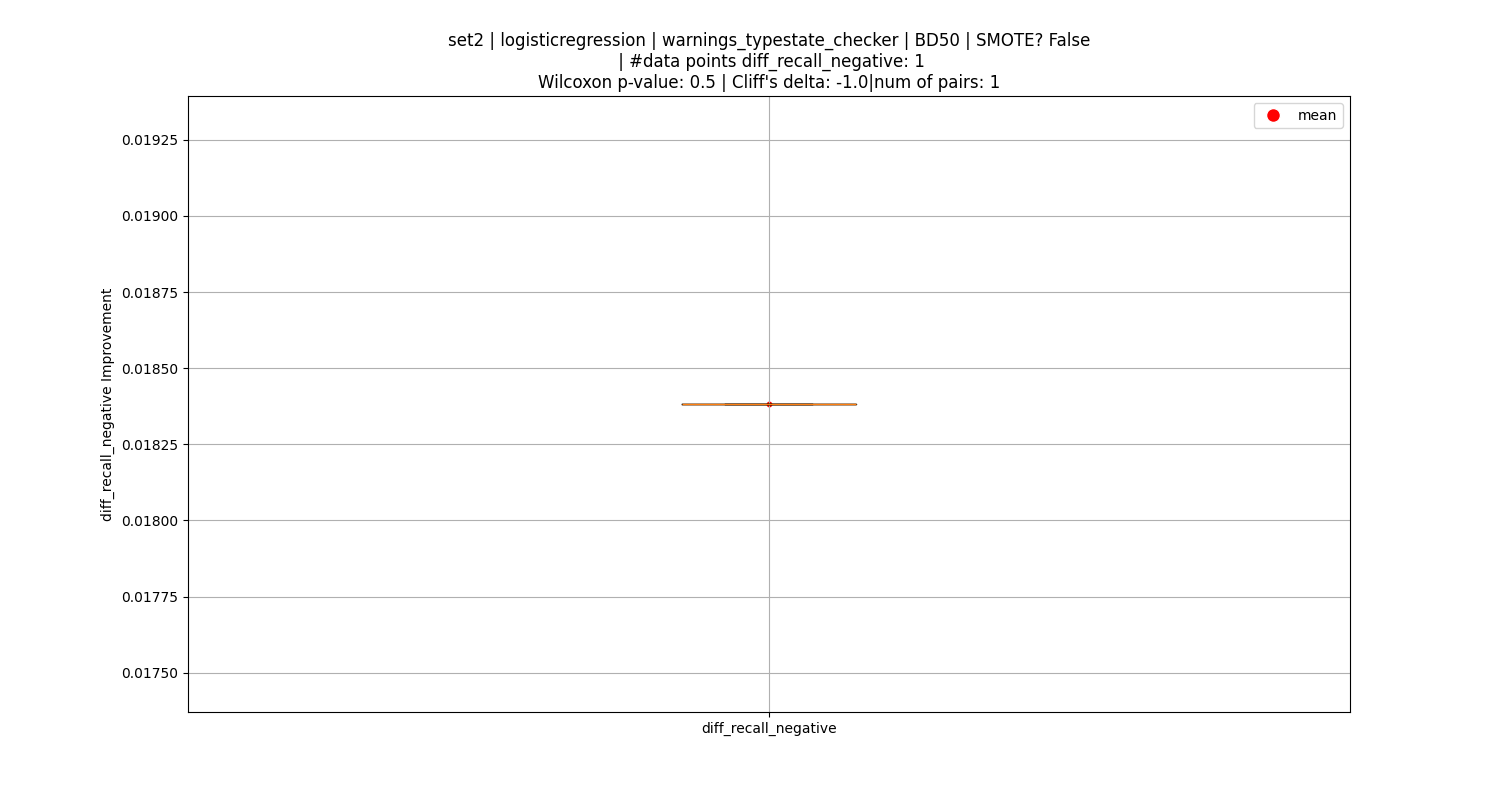 set2 | logisticregression | warnings_typestate_checker | BD50 | SMOTE? False
| #data points diff_recall_negative: 1
Wilcoxon p-value: 0.5 | Cliff's delta: -1.0|num of pairs: 1
mean
0.01925
0.01900
0.01875
0.01850
0.01825
0.01800
0.01775
0.01750
diff_recall_negative Improvement
diff_recall_negative